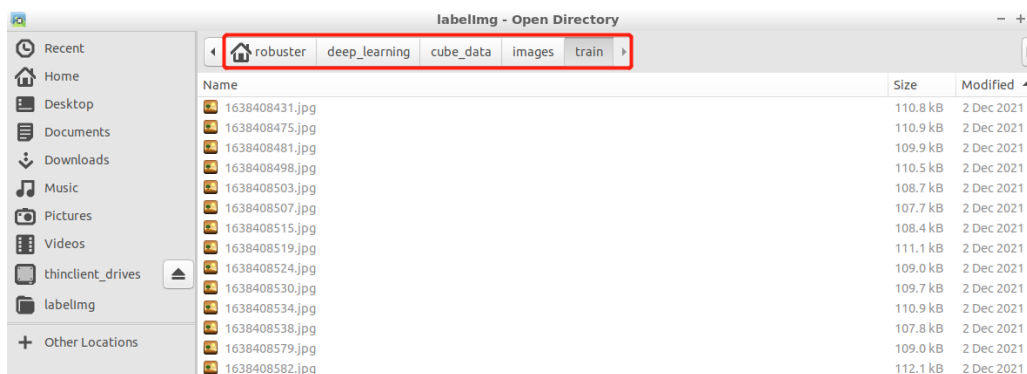 labelImg - Open Directory
Recent
Home
Desktop
Documents
Downloads
Music
Pictures
Videos
thinclient_drives
labelImg
Other Locations
robuster deep_learning cube_data images train
Name Size Modified
1638408431.jpg 110.8 kB 2 Dec 2021
1638408475.jpg 110.9 kB 2 Dec 2021
1638408481.jpg 109.9 kB 2 Dec 2021
1638408498.jpg 110.5 kB 2 Dec 2021
1638408503.jpg 108.7 kB 2 Dec 2021
1638408507.jpg 107.7 kB 2 Dec 2021
1638408515.jpg 108.4 kB 2 Dec 2021
1638408519.jpg 111.1 kB 2 Dec 2021
1638408524.jpg 109.0 kB 2 Dec 2021
1638408530.jpg 109.7 kB 2 Dec 2021
1638408534.jpg 110.9 kB 2 Dec 2021
1638408538.jpg 107.8 kB 2 Dec 2021
1638408579.jpg 109.0 kB 2 Dec 2021
1638408582.jpg 112.1 kB 2 Dec 2021